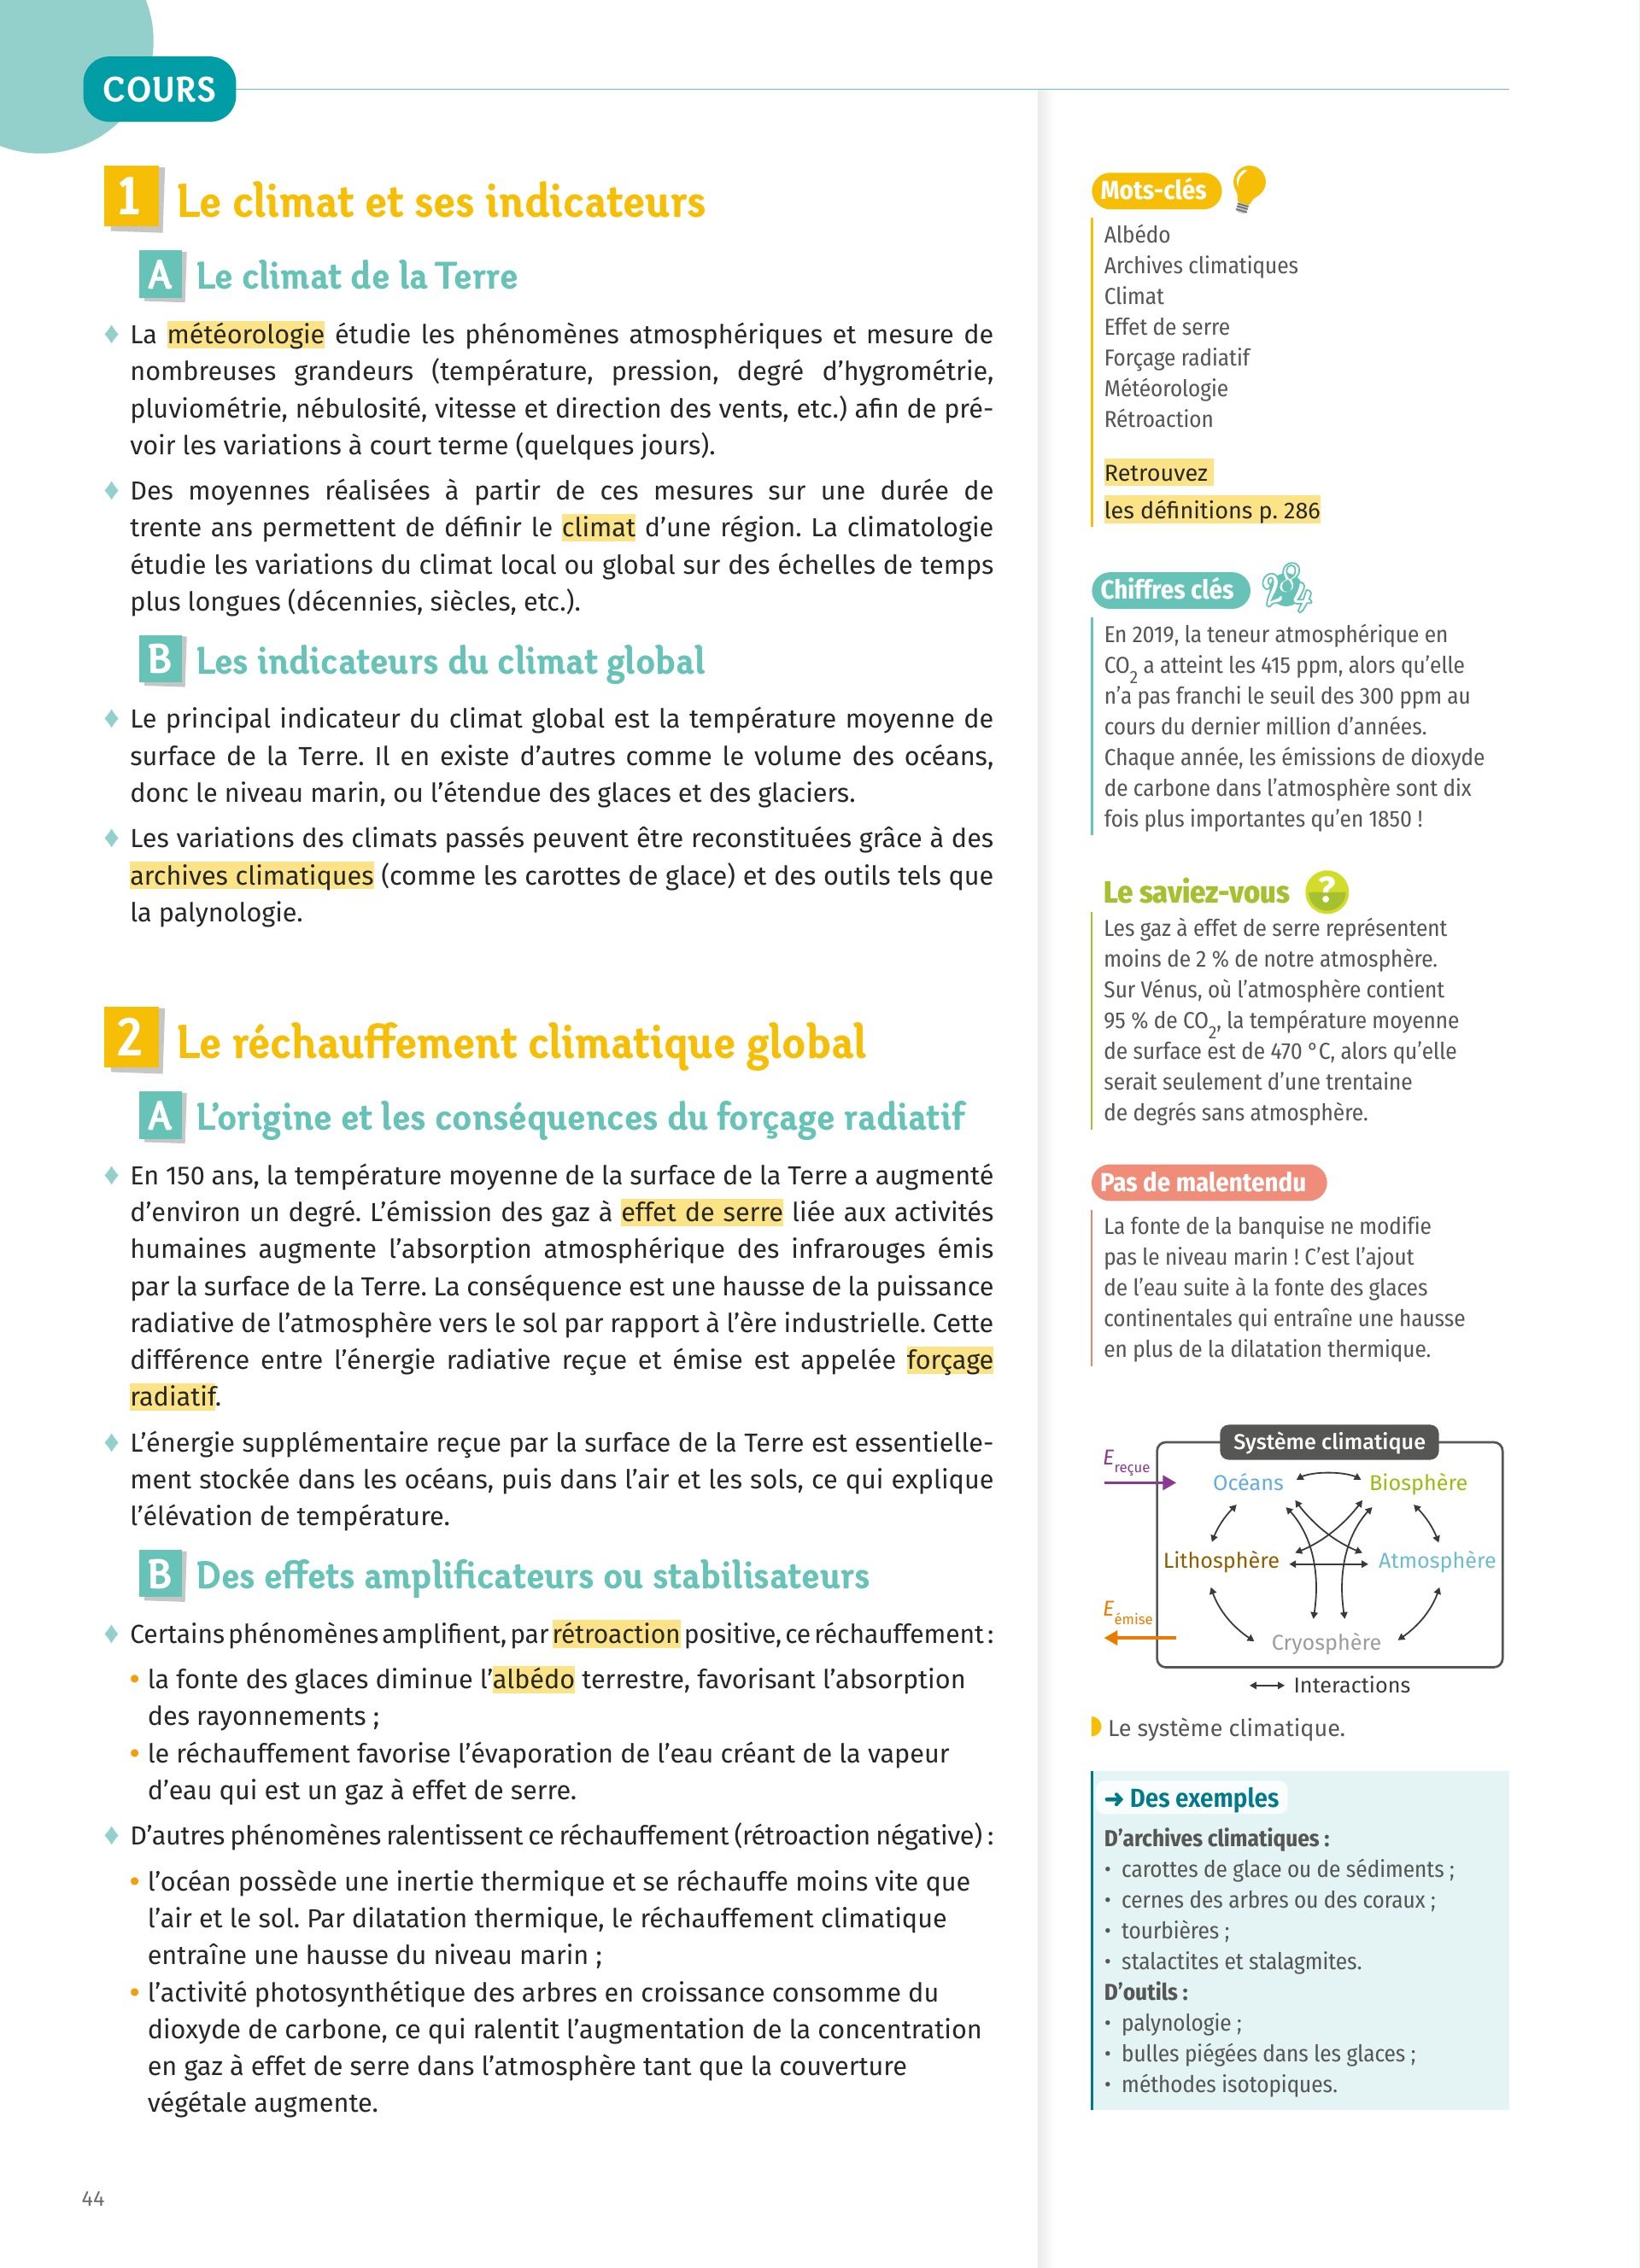 COURS
1 Le climat et ses indicateurs
A Le climat de la Terre
♦ La météorologie étudie les phénomènes atmosphériques et mesure de
nombreuses grandeurs (température, pression, degré d’hygrométrie,
pluviométrie, nébulosité, vitesse et direction des vents, etc.) afin de pré-
voir les variations à court terme (quelques jours).
♦ Des moyennes réalisées à partir de ces mesures sur une durée de
trente ans permettent de définir le climat d’une région. La climatologie
étudie les variations du climat local ou global sur des échelles de temps
plus longues (décennies, siècles, etc.).
B Les indicateurs du climat global
♦ Le principal indicateur du climat global est la température moyenne de
surface de la Terre. Il en existe d’autres comme le volume des océans,
donc le niveau marin, ou l’étendue des glaces et des glaciers.
♦ Les variations des climats passés peuvent être reconstituées grâce à des
archives climatiques (comme les carottes de glace) et des outils tels que
la palynologie.
2 Le réchauffement climatique global
A L’origine et les conséquences du forçage radiatif
♦ En 150 ans, la température moyenne de la surface de la Terre a augmenté
d’environ un degré. L’émission des gaz à effet de serre liée aux activités
humaines augmente l’absorption atmosphérique des infrarouges émis
par la surface de la Terre. La conséquence est une hausse de la puissance
radiative de l’atmosphère vers le sol par rapport à l’ère industrielle. Cette
différence entre l’énergie radiative reçue et émise est appelée forçage
radiatif.
♦ L’énergie supplémentaire reçue par la surface de la Terre est essentielle-
ment stockée dans les océans, puis dans l’air et les sols, ce qui explique
l’élévation de température.
B Des effets amplificateurs ou stabilisateurs
♦ Certains phénomènes amplifient, par rétroaction positive, ce réchauffement :
• la fonte des glaces diminue l’albédo terrestre, favorisant l’absorption
des rayonnements ;
• le réchauffement favorise l’évaporation de l’eau créant de la vapeur
d’eau qui est un gaz à effet de serre.
♦ D’autres phénomènes ralentissent ce réchauffement (rétroaction négative) :
• l’océan possède une inertie thermique et se réchauffe moins vite que
l’air et le sol. Par dilatation thermique, le réchauffement climatique
entraîne une hausse du niveau marin ;
• l’activité photosynthétique des arbres en croissance consomme du
dioxyde de carbone, ce qui ralentit l’augmentation de la concentration
en gaz à effet de serre dans l’atmosphère tant que la couverture
végétale augmente.
44
Mots-clés
Albédo
Archives climatiques
Climat
Effet de serre
Forçage radiatif
Météorologie
Rétroaction
Retrouvez
les définitions p. 286
Chiffres clés 284
En 2019, la teneur atmosphérique en
CO2 a atteint les 415 ppm, alors qu’elle
n’a pas franchi le seuil des 300 ppm au
cours du dernier million d’années.
Chaque année, les émissions de dioxyde
de carbone dans l’atmosphère sont dix
fois plus importantes qu’en 1850 !
Le saviez-vous ?
Les gaz à effet de serre représentent
moins de 2 % de notre atmosphère.
Sur Vénus, où l’atmosphère contient
95 % de CO2, la température moyenne
de surface est de 470 °C, alors qu’elle
serait seulement d’une trentaine
de degrés sans atmosphère.
Pas de malentendu
La fonte de la banquise ne modifie
pas le niveau marin ! C’est l’ajout
de l’eau suite à la fonte des glaces
continentales qui entraîne une hausse
en plus de la dilatation thermique.
Système climatique
Ereçue
Océans Biosphère
Lithosphère Atmosphère
Eémise
Cryosphère
Interactions
Le système climatique.
➜ Des exemples
D’archives climatiques :
• carottes de glace ou de sédiments ;
• cernes des arbres ou des coraux ;
• tourbières ;
• stalactites et stalagmites.
D’outils :
• palynologie ;
• bulles piégées dans les glaces ;
• méthodes isotopiques.